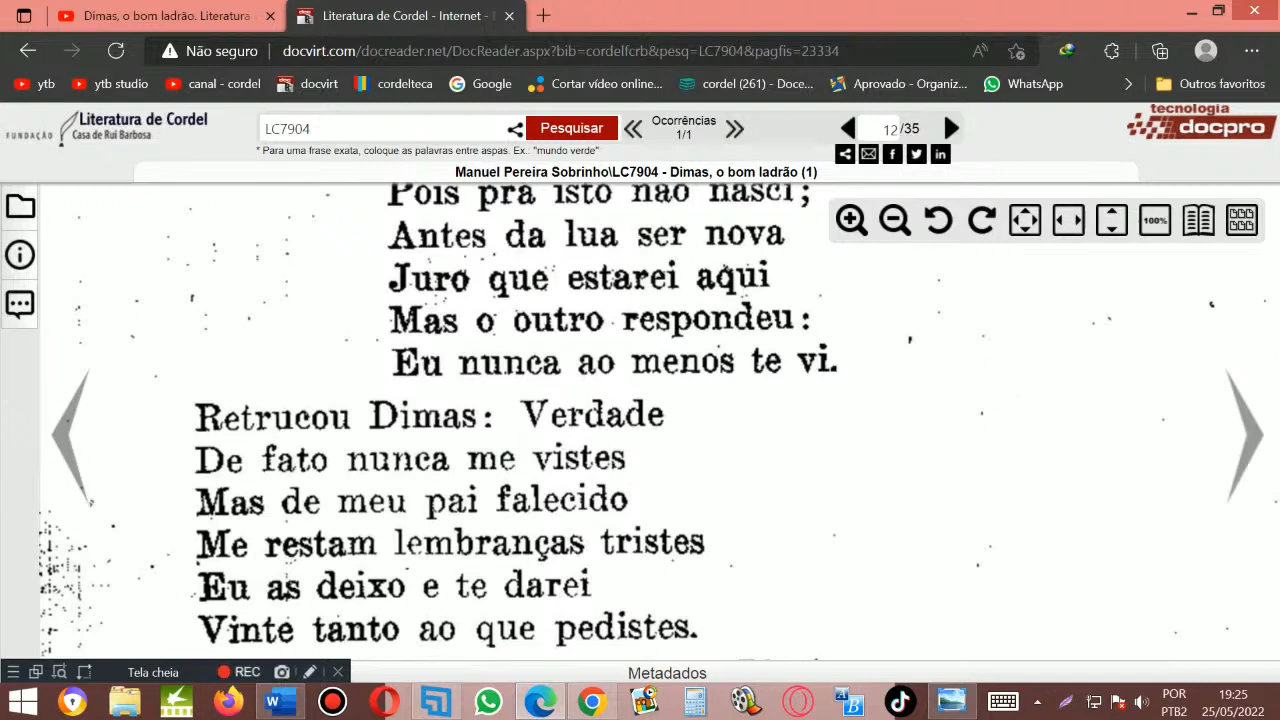 Dimas, o bom ladrão. Literatura
Literatura de Cordel - Internet -
Não seguro
docvirt.com/docreader.net/DocReader.aspx?bib=cordelfcrb&pesq=LC7904&pagfis=23334
ytb
ytb studio
canal - cordel
docvirt
cordelteca
Google
Cortar vídeo online...
cordel (261) - Doce...
Aprovado - Organiz...
WhatsApp
Outros favoritos
FUNDAÇÃO
Literatura de Cordel
Casa de Rui Barbosa
LC7904
Pesquisar
Ocorrências
1/1
12 /35
* Para uma frase exata, coloque as palavras entre aspas. Ex.: "mundo verde"
tecnologia
docpro
Manuel Pereira Sobrinho\LC7904 - Dimas, o bom ladrão (1)
100%
Pois pra isto não nasci;
Antes da lua ser nova
Juro que estarei aqui
Mas o outro respondeu:
Eu nunca ao menos te vi.
Retrucou Dimas: Verdade
De fato nunca me vistes
Mas de meu pai falecido
Me restam lembranças tristes
Eu as deixo e te darei
Vinte tanto ao que pedistes.
Tela cheia
REC
Metadados
POR
PTB2
19:25
25/05/2022